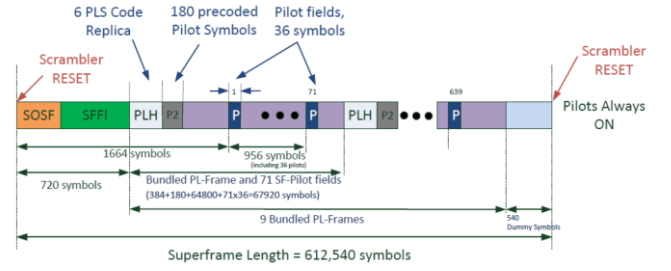 6 PLS Code
Replica
180 precoded
Pilot Symbols
Pilot fields,
36 symbols
Scrambler
RESET
Scrambler
RESET
1
71
639
SOSF
SFFI
PLH
P2
P
P
PLH
P2
P
Pilots Always
ON
1664 symbols
956 symbols
(including 36 pilots)
720 symbols
Bundled PL-Frame and 71 SF-Pilot fields
(384+180+64800+71x36=67920 symbols)
9 Bundled PL-Frames
540
Dummy Symbols
Superframe Length = 612,540 symbols